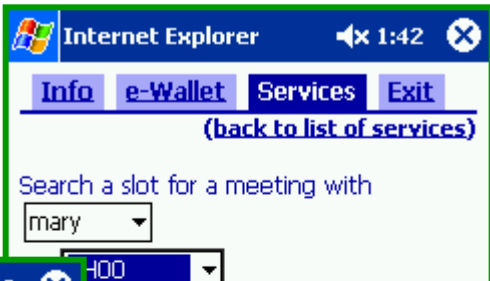 Internet Explorer 1:42
Info e-Wallet Services Exit
(back to list of services)
Search a slot for a meeting with
mary